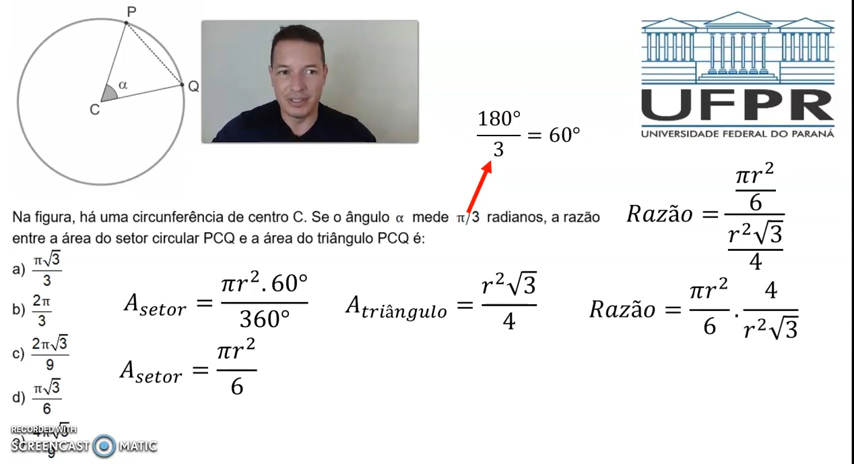 P
Q
C
α
180°/3 = 60°
UFPR
UNIVERSIDADE FEDERAL DO PARANÁ
Na figura, há uma circunferência de centro C. Se o ângulo α mede π/3 radianos, a razão
entre a área do setor circular PCQ e a área do triângulo PCQ é:
a) π√3/3
b) 2π/3
c) 2π√3/9
d) π√3/6
9
A_setor = πr².60°/360°
A_setor = πr²/6
A_triângulo = r²√3/4
Razão = (πr²/6)/(r²√3/4)
Razão = πr²/6 . 4/r²√3
RECORDED WITH
SCREENCAST MATIC